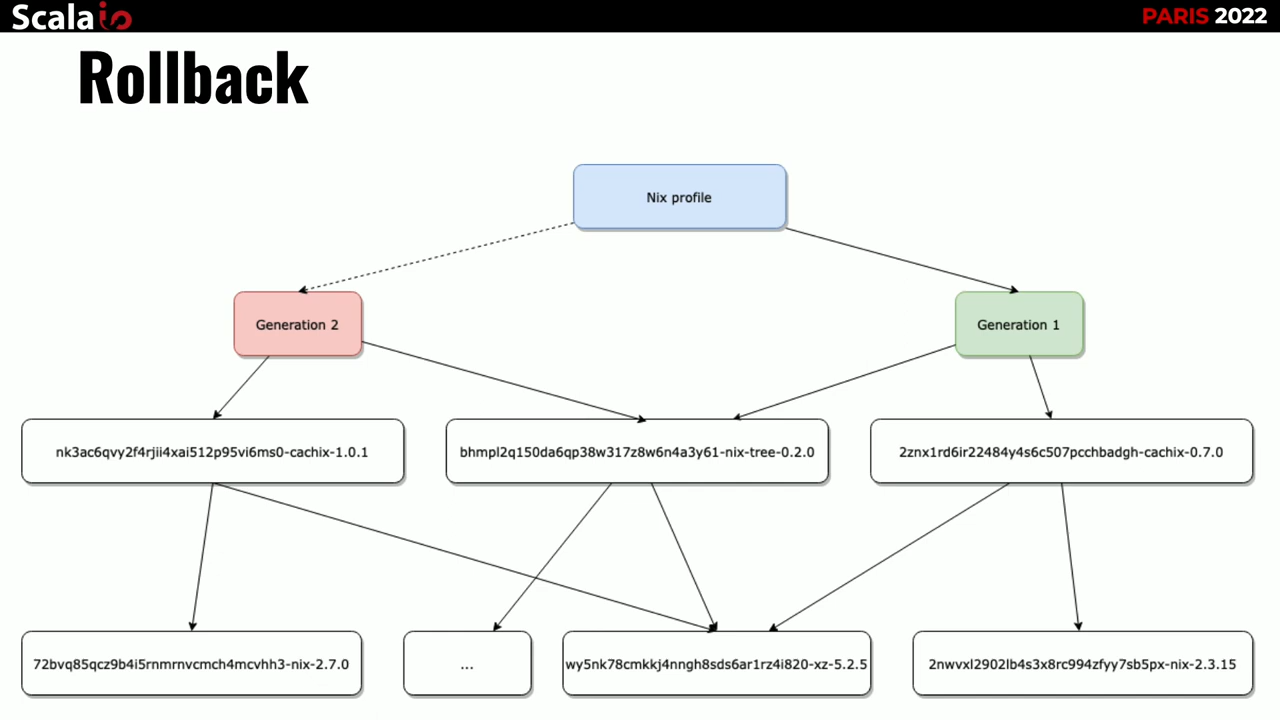 Scala io
PARIS 2022
Rollback
Nix profile
Generation 2
Generation 1
nk3ac6qvy2f4rjii4xai512p95vi6ms0-cachix-1.0.1
bhmpl2q150da6qp38w317z8w6n4a3y61-nix-tree-0.2.0
2znx1rd6ir22484y4s6c507pcchbadgh-cachix-0.7.0
72bvq85qcz9b4i5rnmrnvcmch4mcvhh3-nix-2.7.0
...
wy5nk78cmkkj4nngh8sds6ar1rz4i820-xz-5.2.5
2nwvxl2902lb4s3x8rc994zfyy7sb5px-nix-2.3.15